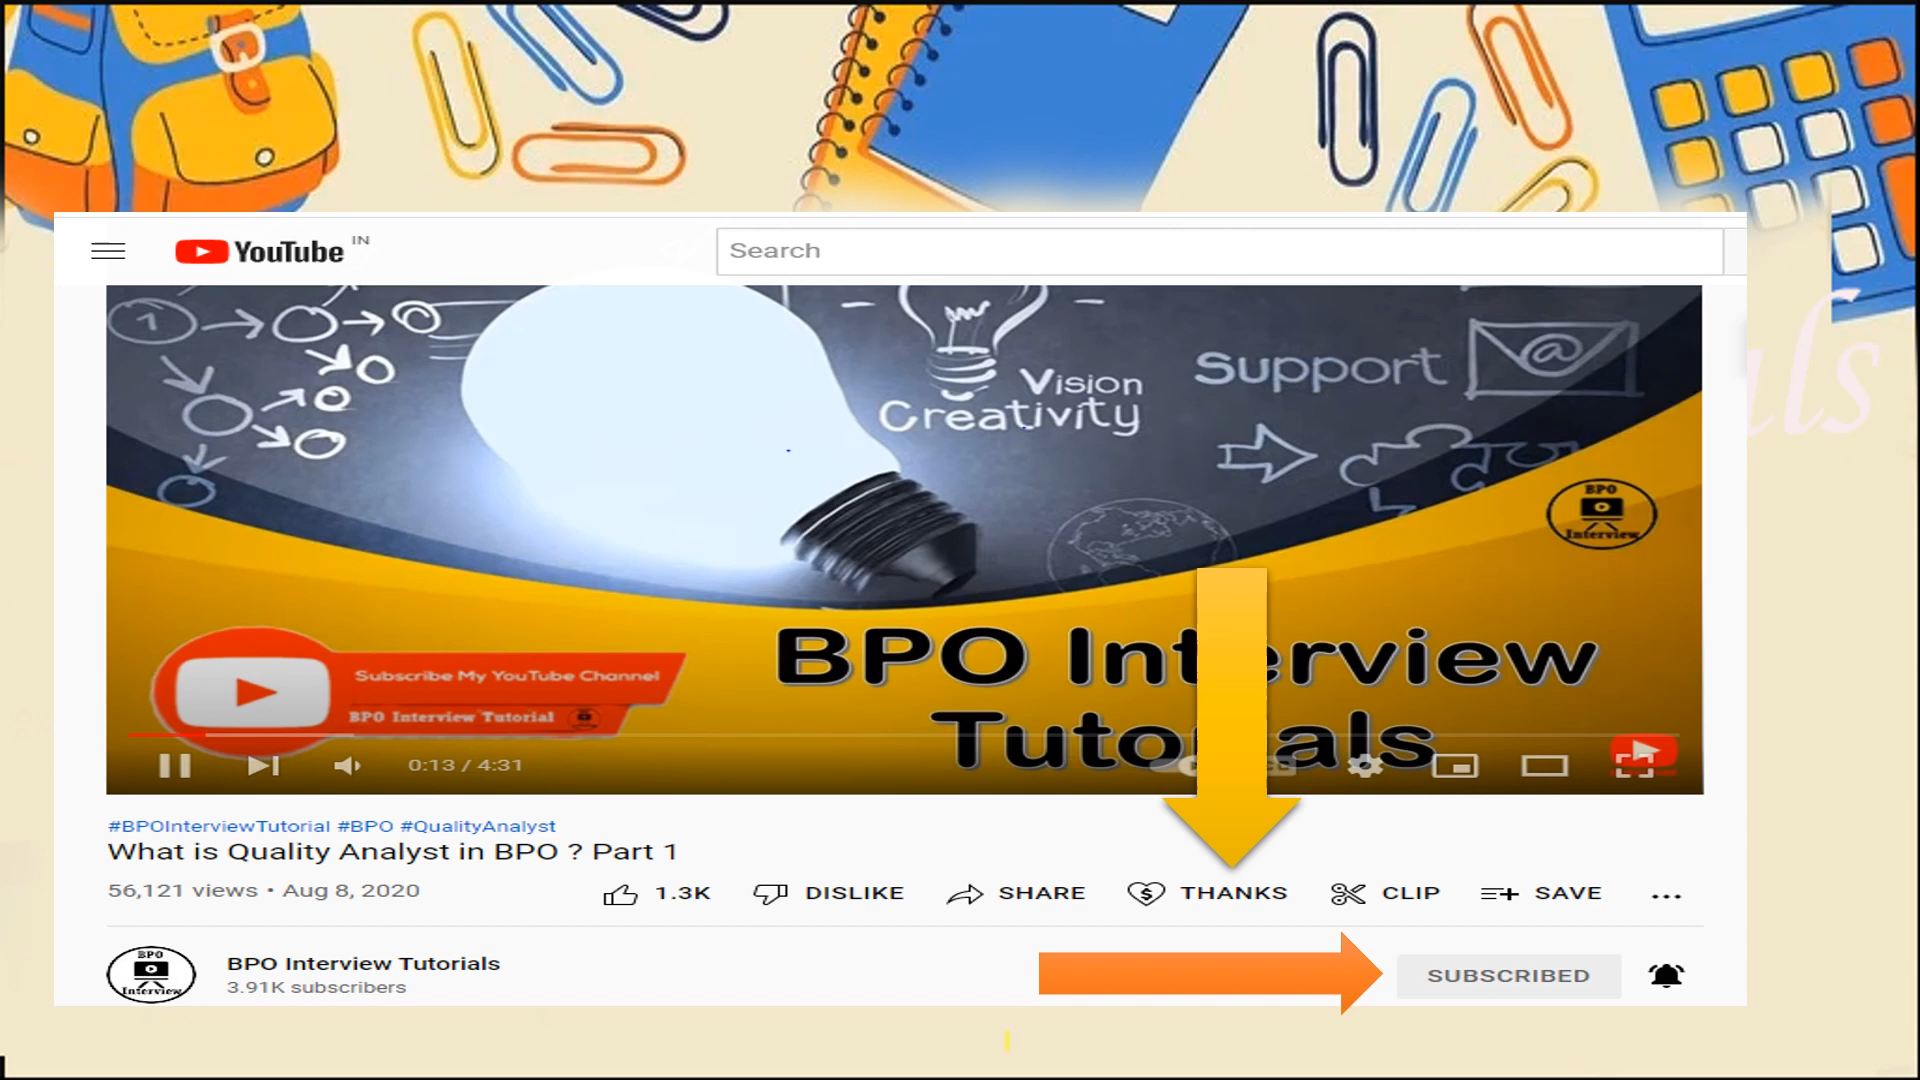 YouTube IN
Search
Vision
Creativity
Support
@
BPO
Interview
Subscribe My YouTube Channel
BPO Interview Tutorial
BPO Interview
Tutorials
0:13 / 4:31
#BPOInterviewTutorial #BPO #QualityAnalyst
What is Quality Analyst in BPO ? Part 1
56,121 views • Aug 8, 2020
1.3K DISLIKE SHARE THANKS CLIP SAVE ...
BPO
Interview
BPO Interview Tutorials
3.91K subscribers
SUBSCRIBED
als